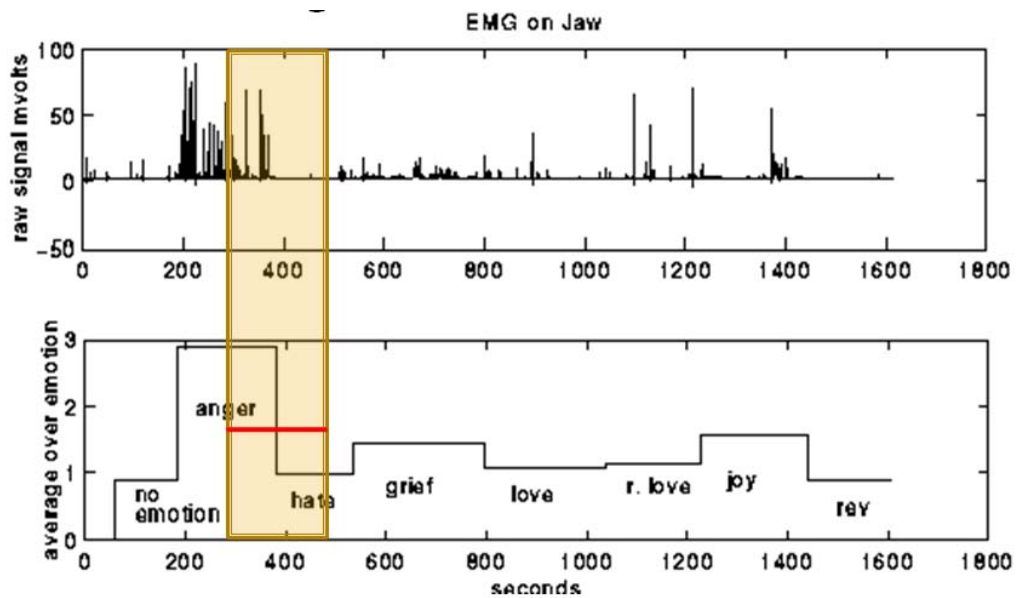 EMG on Jaw
raw signal mvolts
100
50
0
-50
0 200 400 600 800 1000 1200 1400 1600 1800
average over emotion
3
2
1
0
anger
no
emotion
hate
grief
love
r. love
joy
rev
0 200 400 600 800 1000 1200 1400 1600 1800
seconds